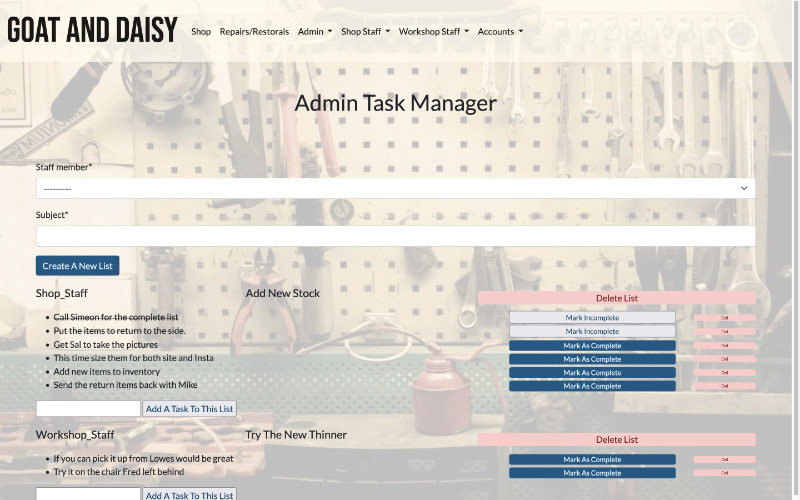 GOAT AND DAISY Shop Repairs/Restorals Admin Shop Staff Workshop Staff Accounts
Admin Task Manager
Staff member*
---------
Subject*
Create A New List
Shop_Staff Add New Stock Delete List
Call Simeon for the complete list Mark Incomplete Del
Put the items to return to the side. Mark Incomplete Del
Get Sal to take the pictures Mark As Complete Del
This time size them for both site and Insta Mark As Complete Del
Add new items to inventory Mark As Complete Del
Send the return items back with Mike Mark As Complete Del
Add A Task To This List
Workshop_Staff Try The New Thinner Delete List
If you can pick it up from Lowes would be great Mark As Complete Del
Try it on the chair Fred left behind Mark As Complete Del
Add A Task To This List